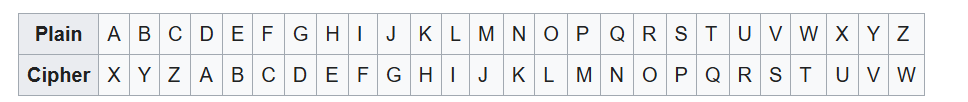 Plain A B C D E F G H I J K L M N O P Q R S T U V W X Y Z
Cipher X Y Z A B C D E F G H I J K L M N O P Q R S T U V W